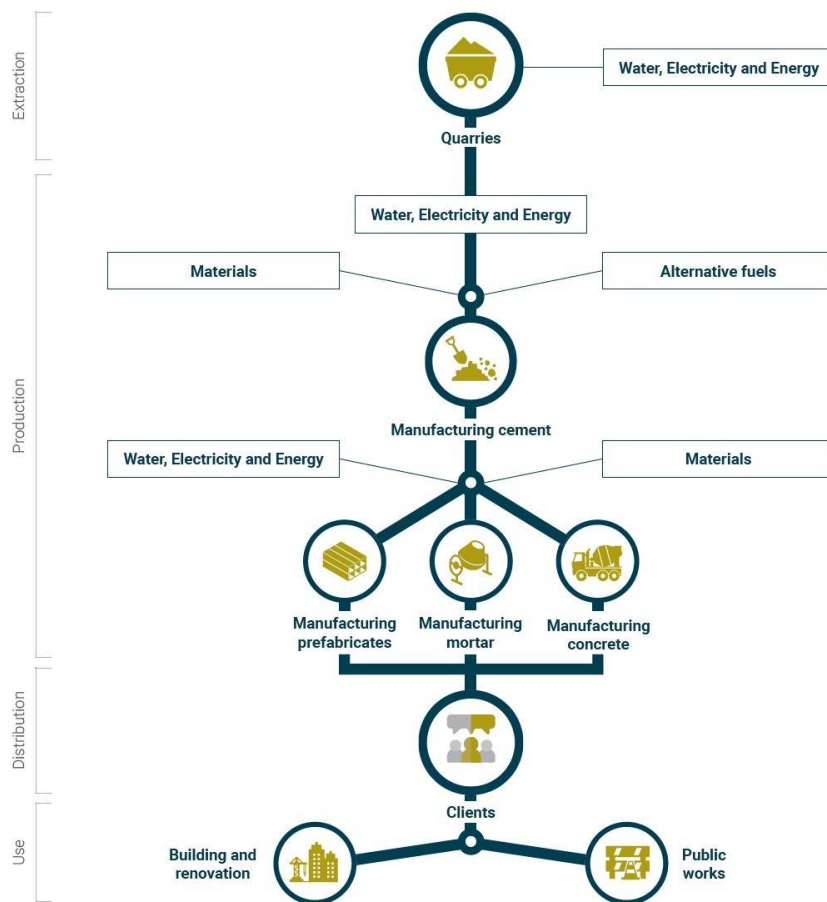 Extraction
Water, Electricity and Energy
Quarries
Production
Water, Electricity and Energy
Materials
Alternative fuels
Manufacturing cement
Water, Electricity and Energy
Materials
Manufacturing
prefabricates
Manufacturing
mortar
Manufacturing
concrete
Distribution
Clients
Use
Building and
renovation
Public
works